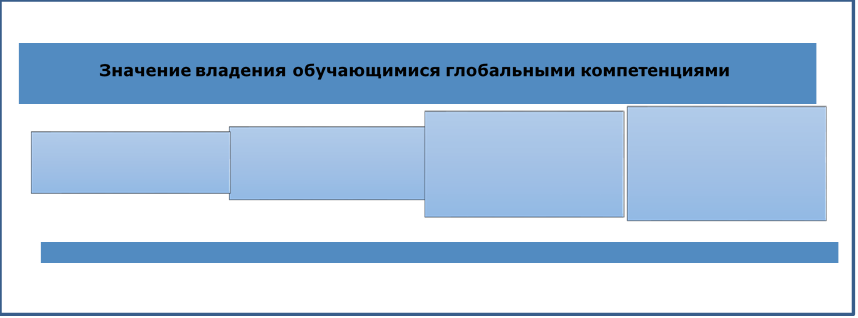 Значение владения обучающимися глобальными компетенциями